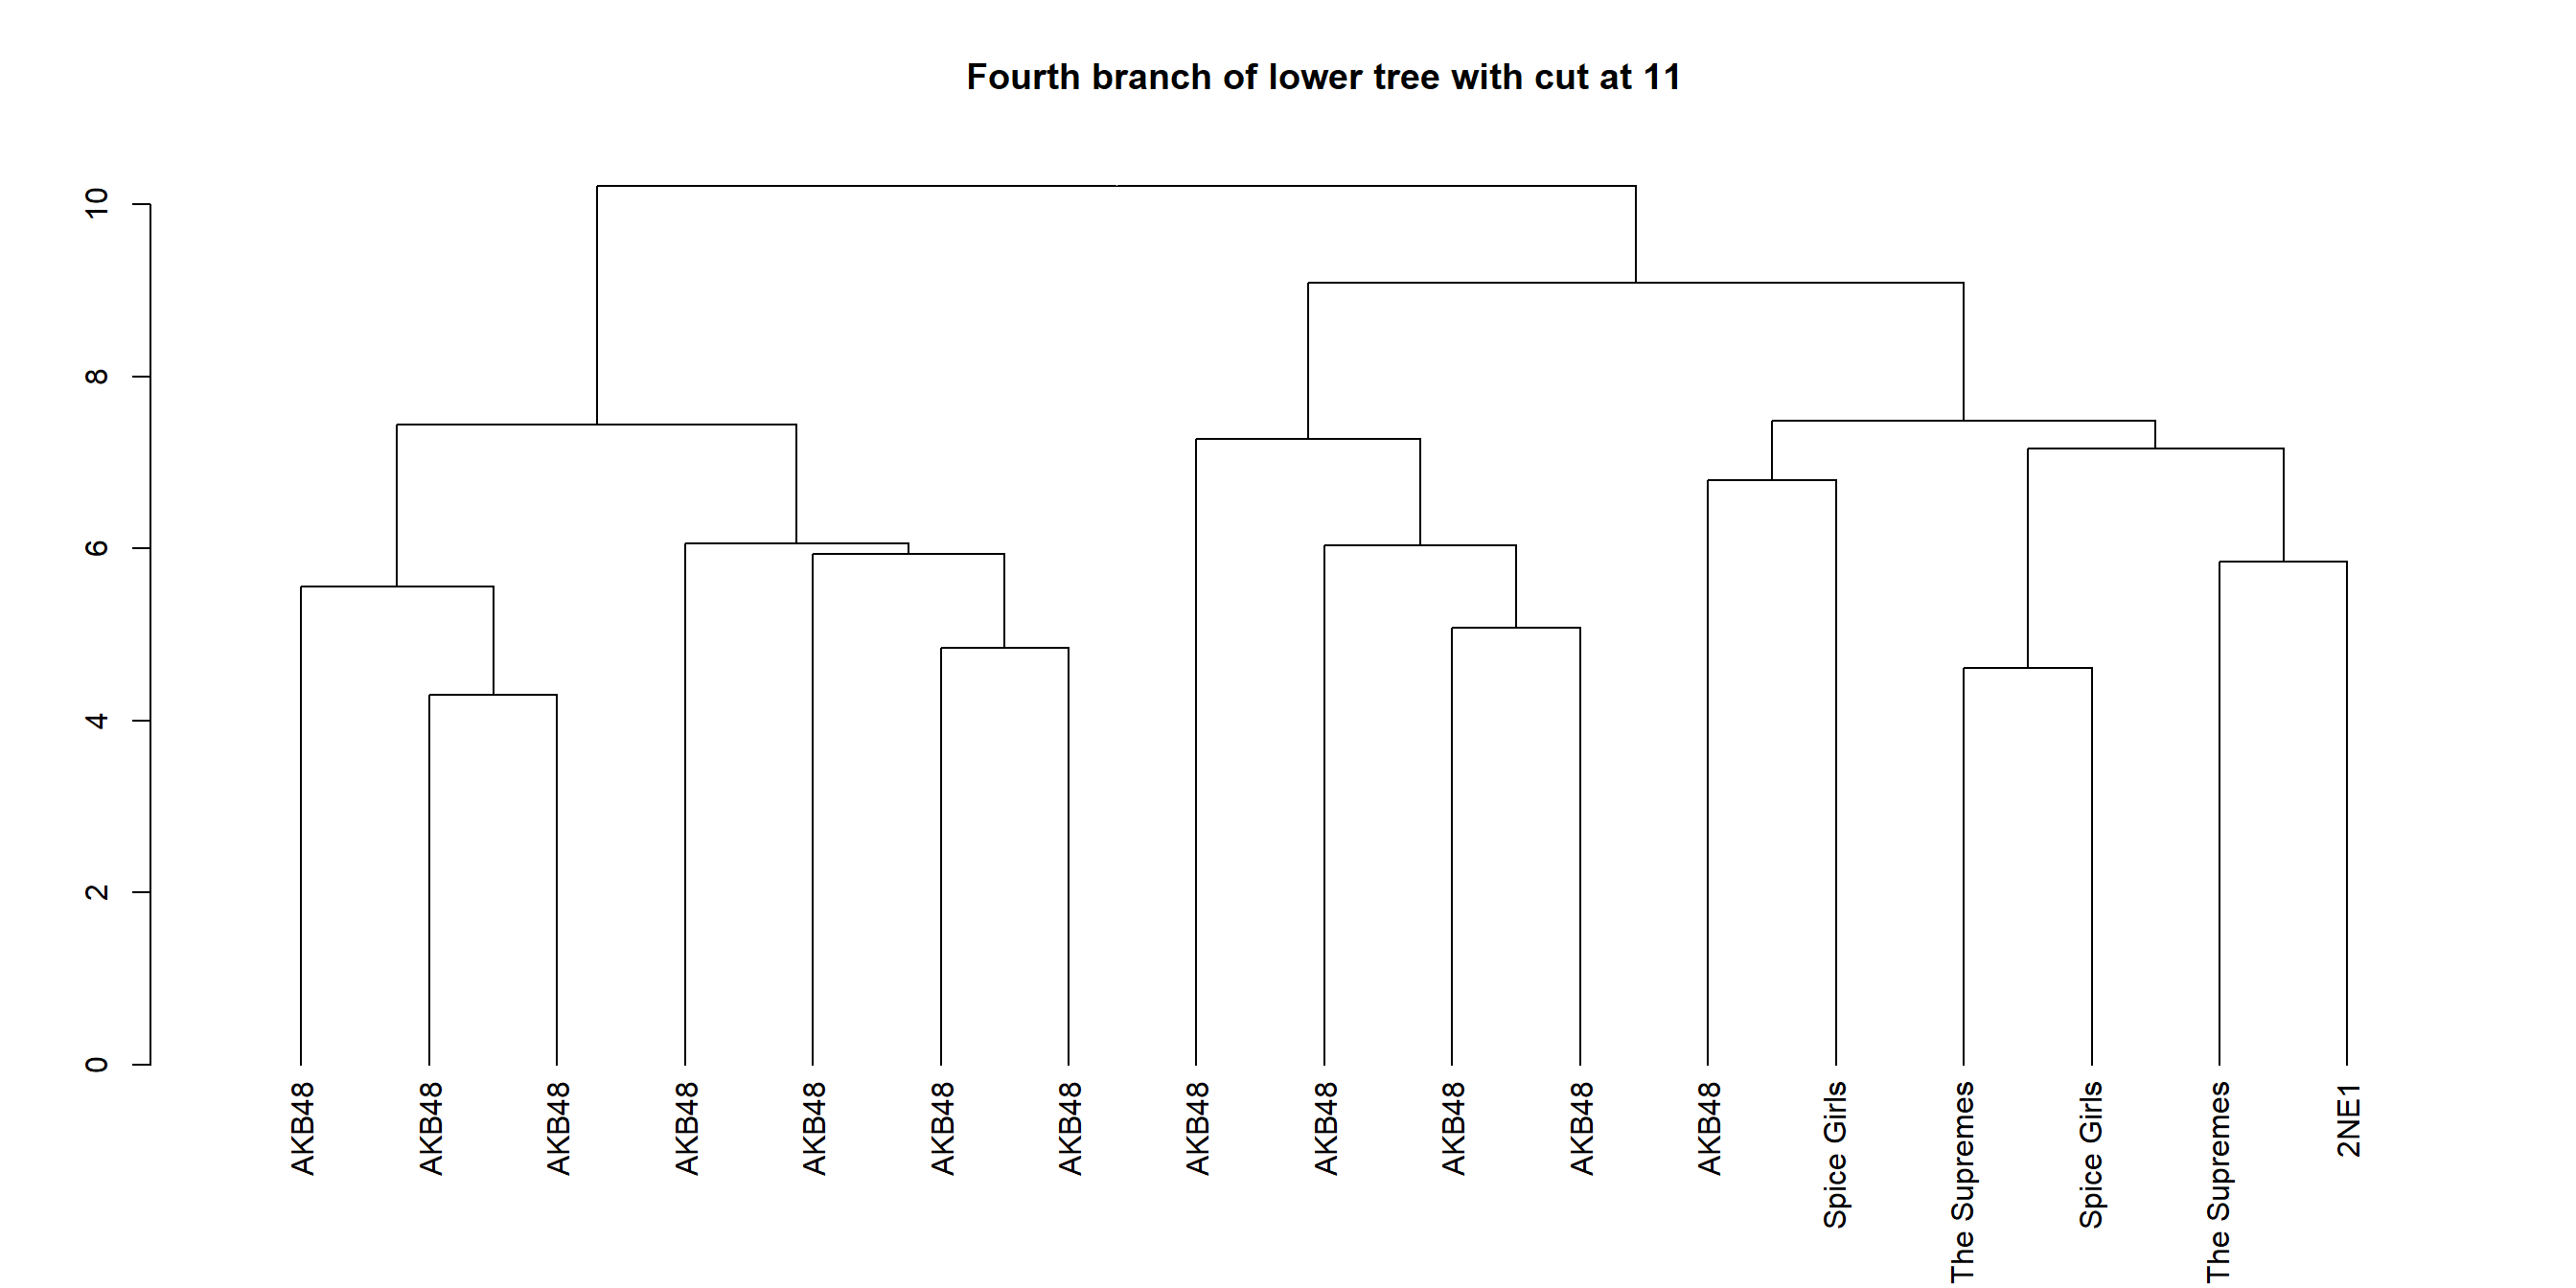 Fourth branch of lower tree with cut at 11
10
8
6
4
2
0
AKB48
AKB48
AKB48
AKB48
AKB48
AKB48
AKB48
AKB48
AKB48
AKB48
AKB48
AKB48
Spice Girls
The Supremes
Spice Girls
The Supremes
2NE1